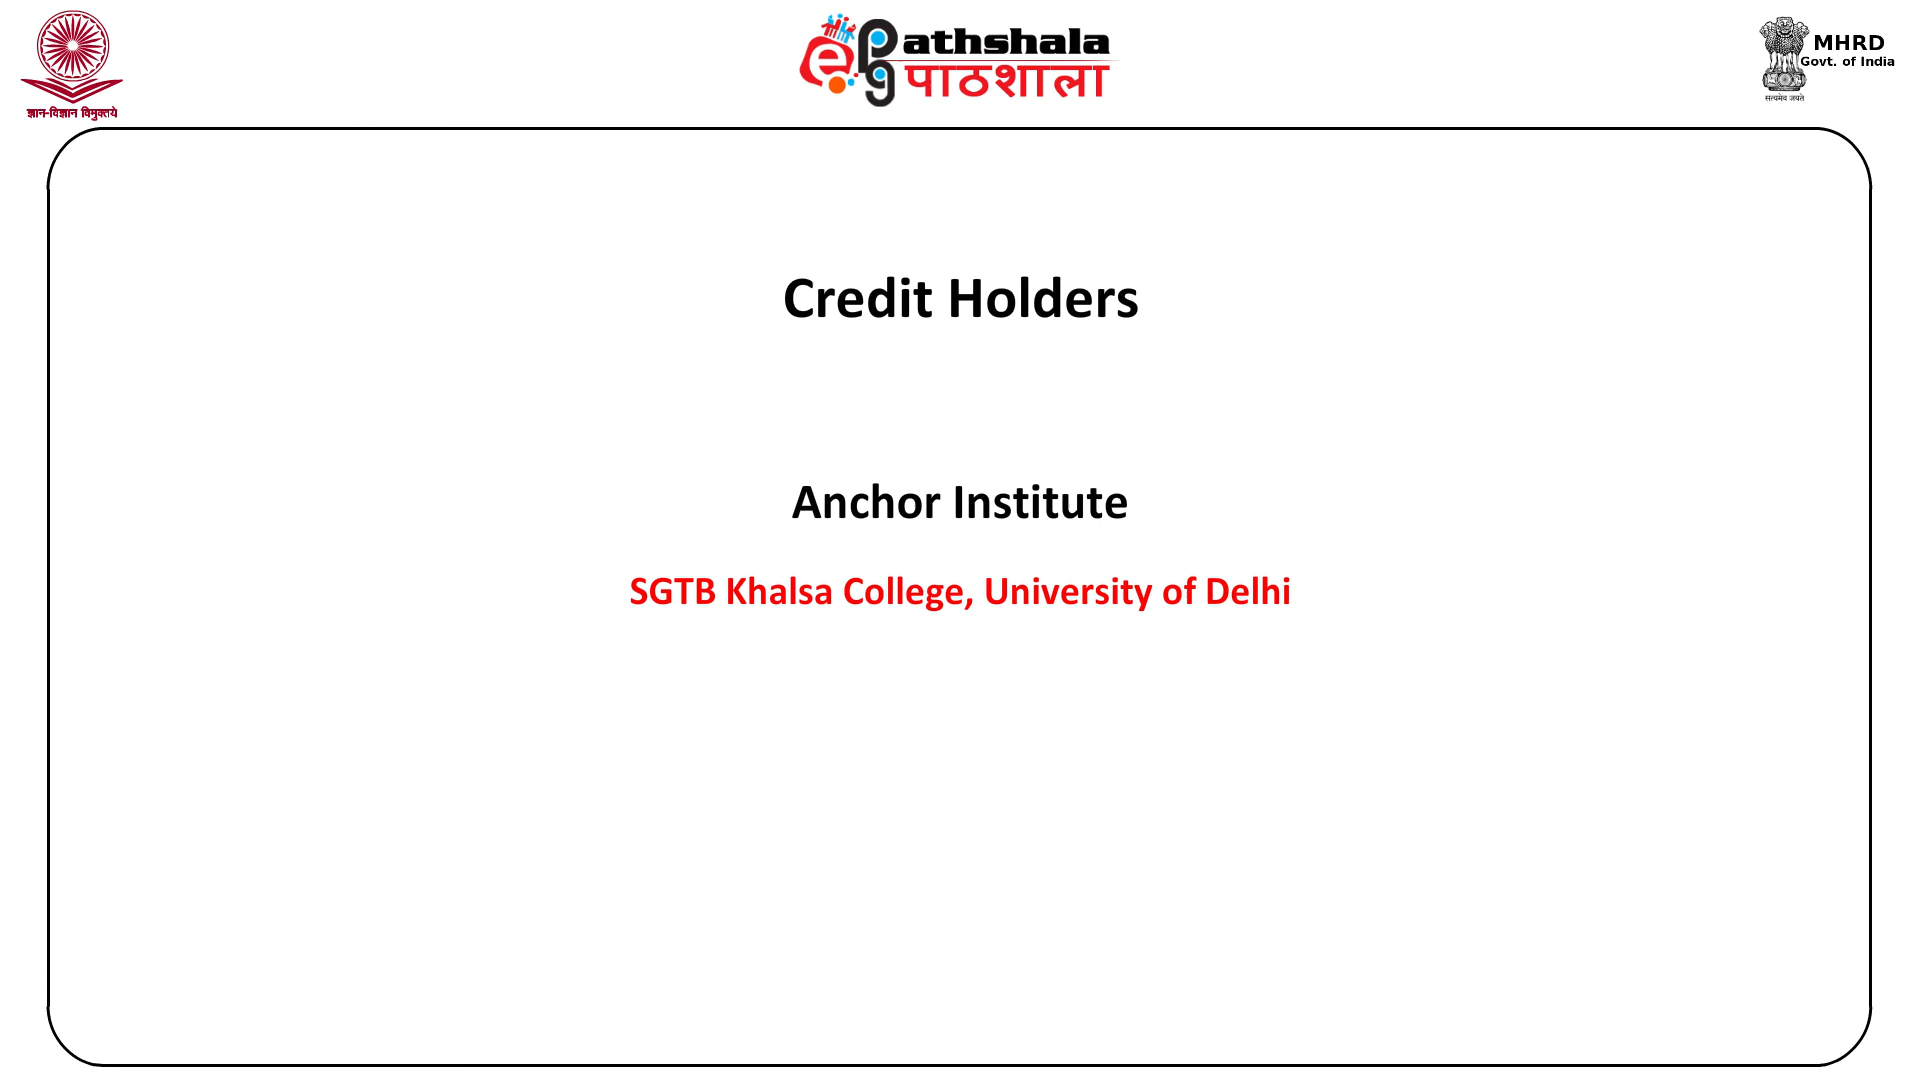 ज्ञान-विज्ञान विमुक्तये
e pg athshala
पाठशाला
MHRD
Govt. of India
सत्यमेव जयते
Credit Holders
Anchor Institute
SGTB Khalsa College, University of Delhi